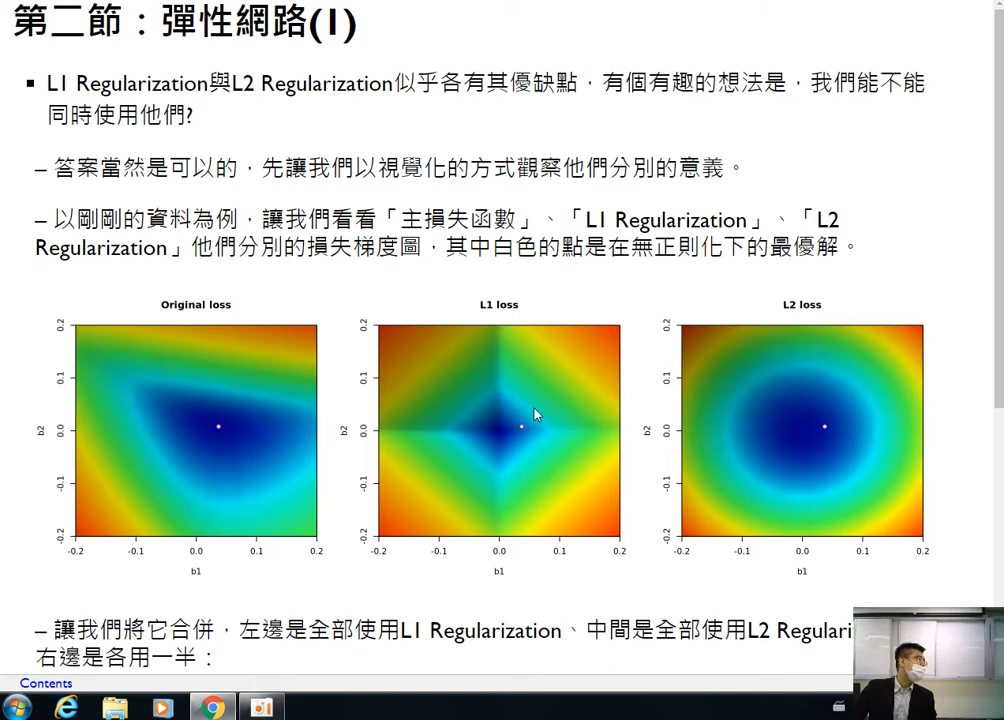 第二節：彈性網路(1)
L1 Regularization與L2 Regularization似乎各有其優缺點，有個有趣的想法是，我們能不能
同時使用他們?
– 答案當然是可以的，先讓我們以視覺化的方式觀察他們分別的意義。
– 以剛剛的資料為例，讓我們看看「主損失函數」、「L1 Regularization」、「L2
Regularization」他們分別的損失梯度圖，其中白色的點是在無正則化下的最優解。
Original loss
0.2
0.1
0.0
-0.1
-0.2
b2
-0.2 -0.1 0.0 0.1 0.2
b1
L1 loss
0.2
0.1
0.0
-0.1
-0.2
b2
-0.2 -0.1 0.0 0.1 0.2
b1
L2 loss
0.2
0.1
0.0
-0.1
-0.2
b2
-0.2 -0.1 0.0 0.1 0.2
b1
– 讓我們將它合併，左邊是全部使用L1 Regularization、中間是全部使用L2 Regulari
右邊是各用一半：
Contents